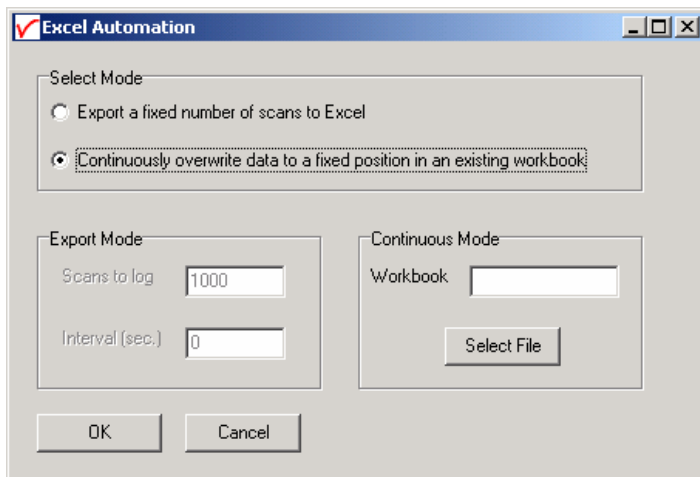 Excel Automation
Select Mode
Export a fixed number of scans to Excel
Continuously overwrite data to a fixed position in an existing workbook
Export Mode
Scans to log 1000
Interval (sec.) 0
Continuous Mode
Workbook
Select File
OK Cancel